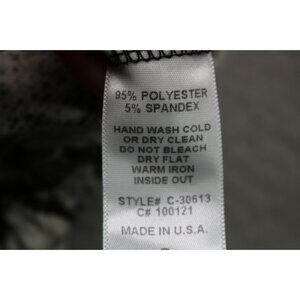 95% POLYESTER
5% SPANDEX
HAND WASH COLD
OR DRY CLEAN
DO NOT BLEACH
DRY FLAT
WARM IRON
INSIDE OUT
STYLE# C-30613
C# 100121
MADE IN U.S.A.